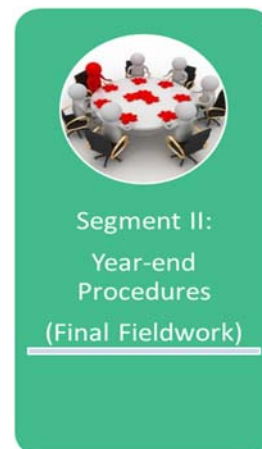 Segment II:
Year-end
Procedures
(Final Fieldwork)